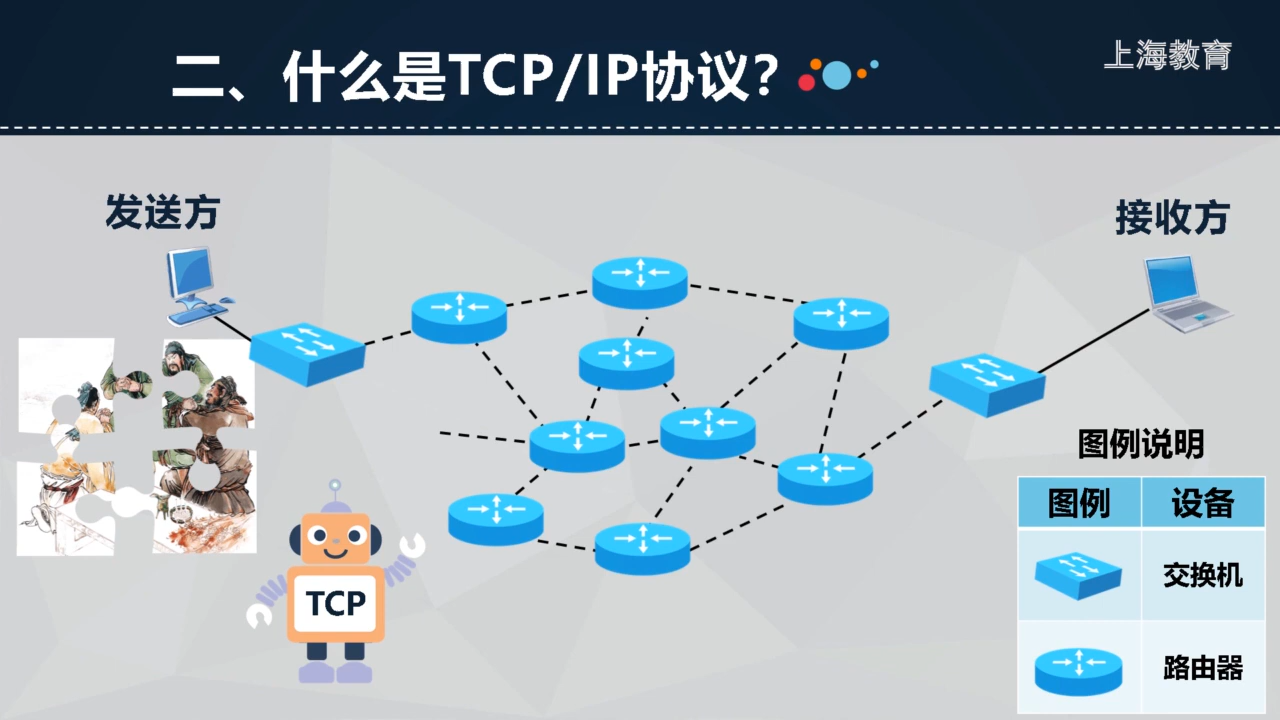 二、什么是TCP/IP协议?
上海教育
发送方
接收方
TCP
图例说明
图例 设备
交换机
路由器